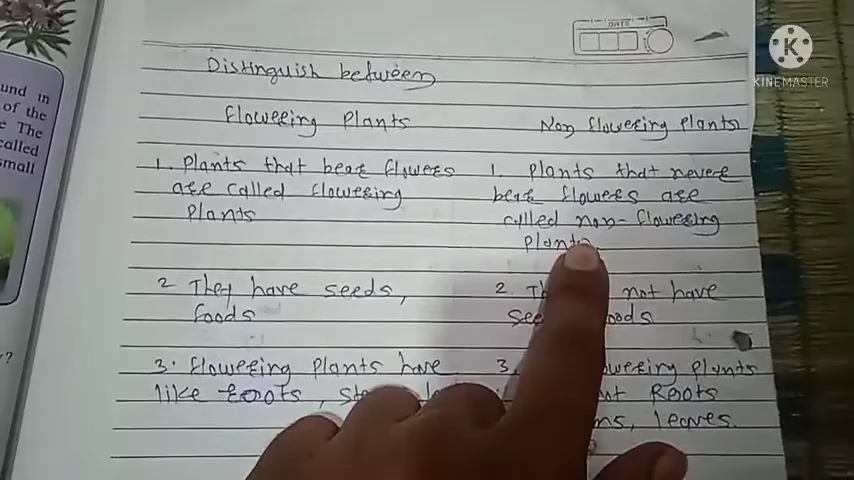 und in
of the
The
called
small
?
DATE
KINEMASTER
Distinguish between
Flowering Plants
Non flowering Plants
1. Plants that bear flowers
are called flowering
Plants
1. Plants that never
bear flowers are
called non-flowering
plants.
2 They have seeds,
foods
2. not have
3. flowering Plants have
like roots,
3. Plants
Roots
leaves.